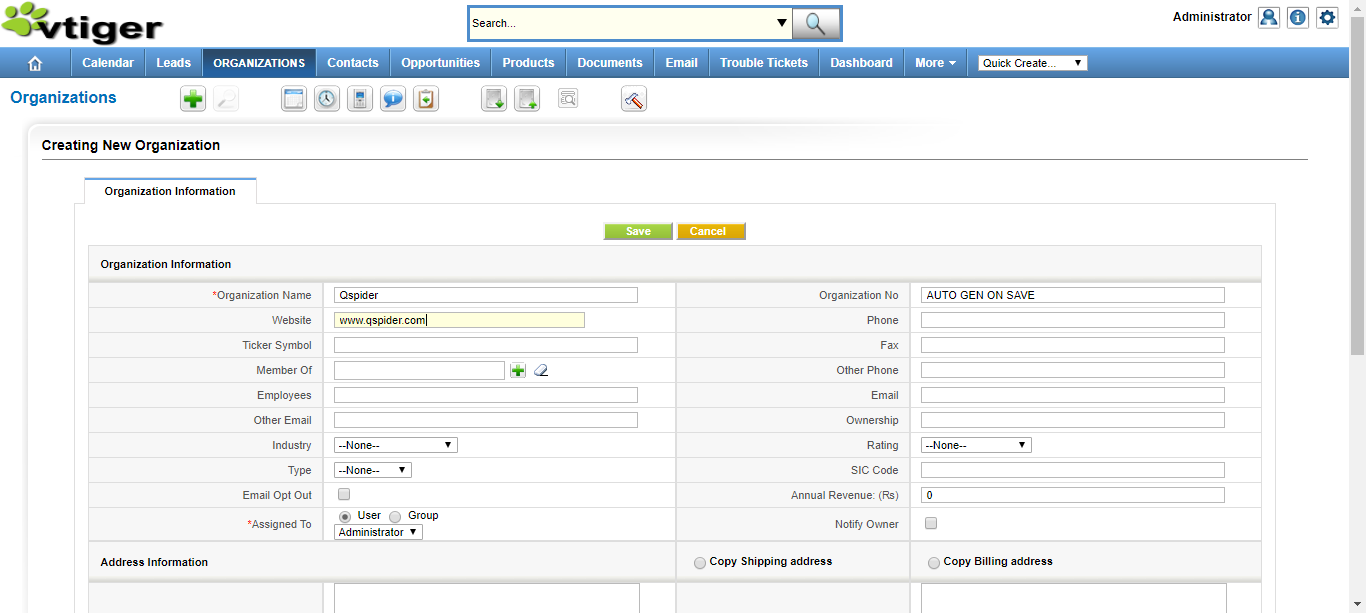 vtiger
Search...
Administrator
Calendar Leads ORGANIZATIONS Contacts Opportunities Products Documents Email Trouble Tickets Dashboard More Quick Create...
Organizations
Creating New Organization
Organization Information
Save Cancel
Organization Information
*Organization Name Qspider Organization No AUTO GEN ON SAVE
Website www.qspider.com Phone
Ticker Symbol Fax
Member Of Other Phone
Employees Email
Other Email Ownership
Industry --None-- Rating --None--
Type --None-- SIC Code
Email Opt Out Annual Revenue: (Rs) 0
*Assigned To User Group Notify Owner
Administrator
Address Information Copy Shipping address Copy Billing address